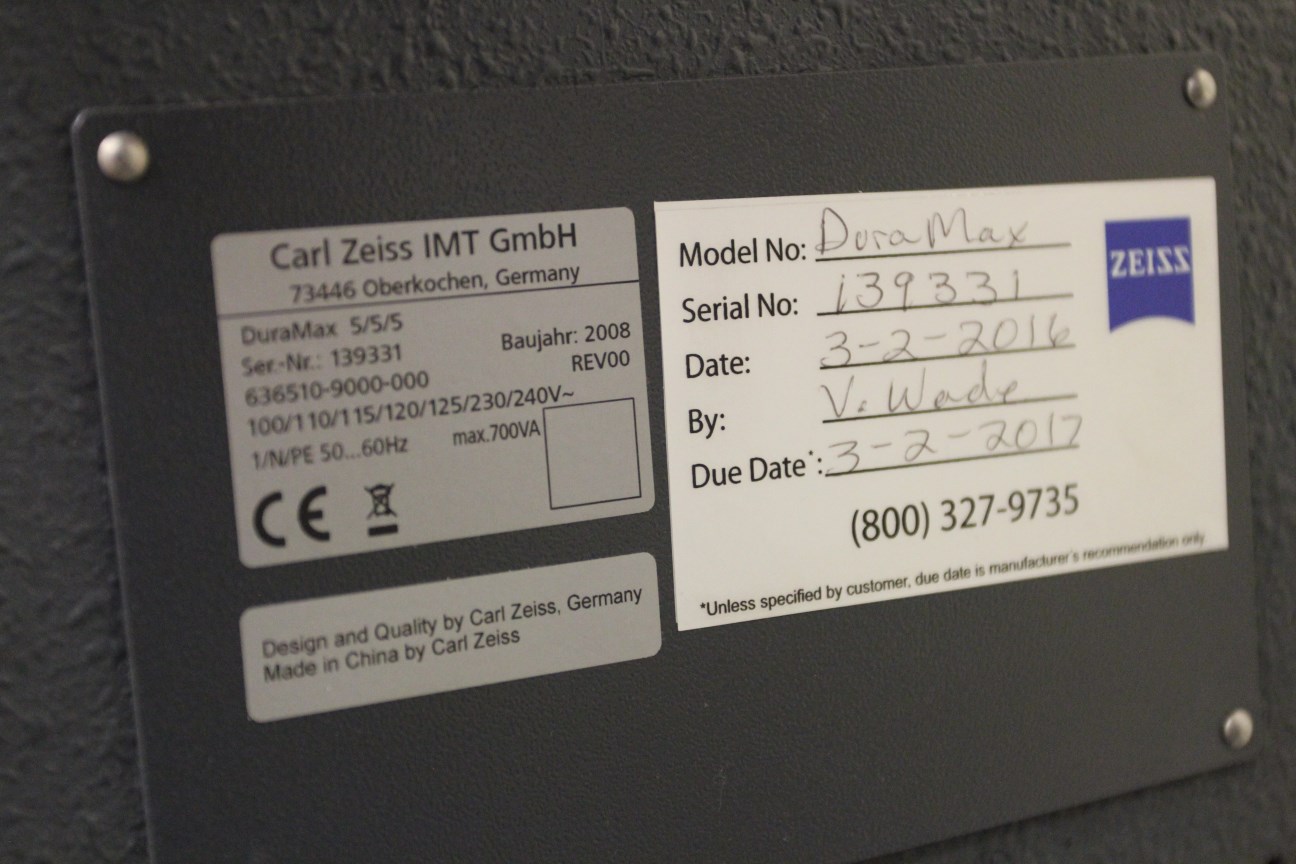 Carl Zeiss IMT GmbH
73446 Oberkochen, Germany
DuraMax 5/5/5
Ser.-Nr.: 139331
Baujahr: 2008
636510-9000-000
REV00
100/110/115/120/125/230/240V~
1/N/PE 50...60Hz max.700VA
CE
Design and Quality by Carl Zeiss, Germany
Made in China by Carl Zeiss
Model No: DuraMax
Serial No: 139331
Date: 3-2-2016
By: V. Wade
Due Date*: 3-2-2017
(800) 327-9735
*Unless specified by customer, due date is manufacturer's recommendation only
ZEISS